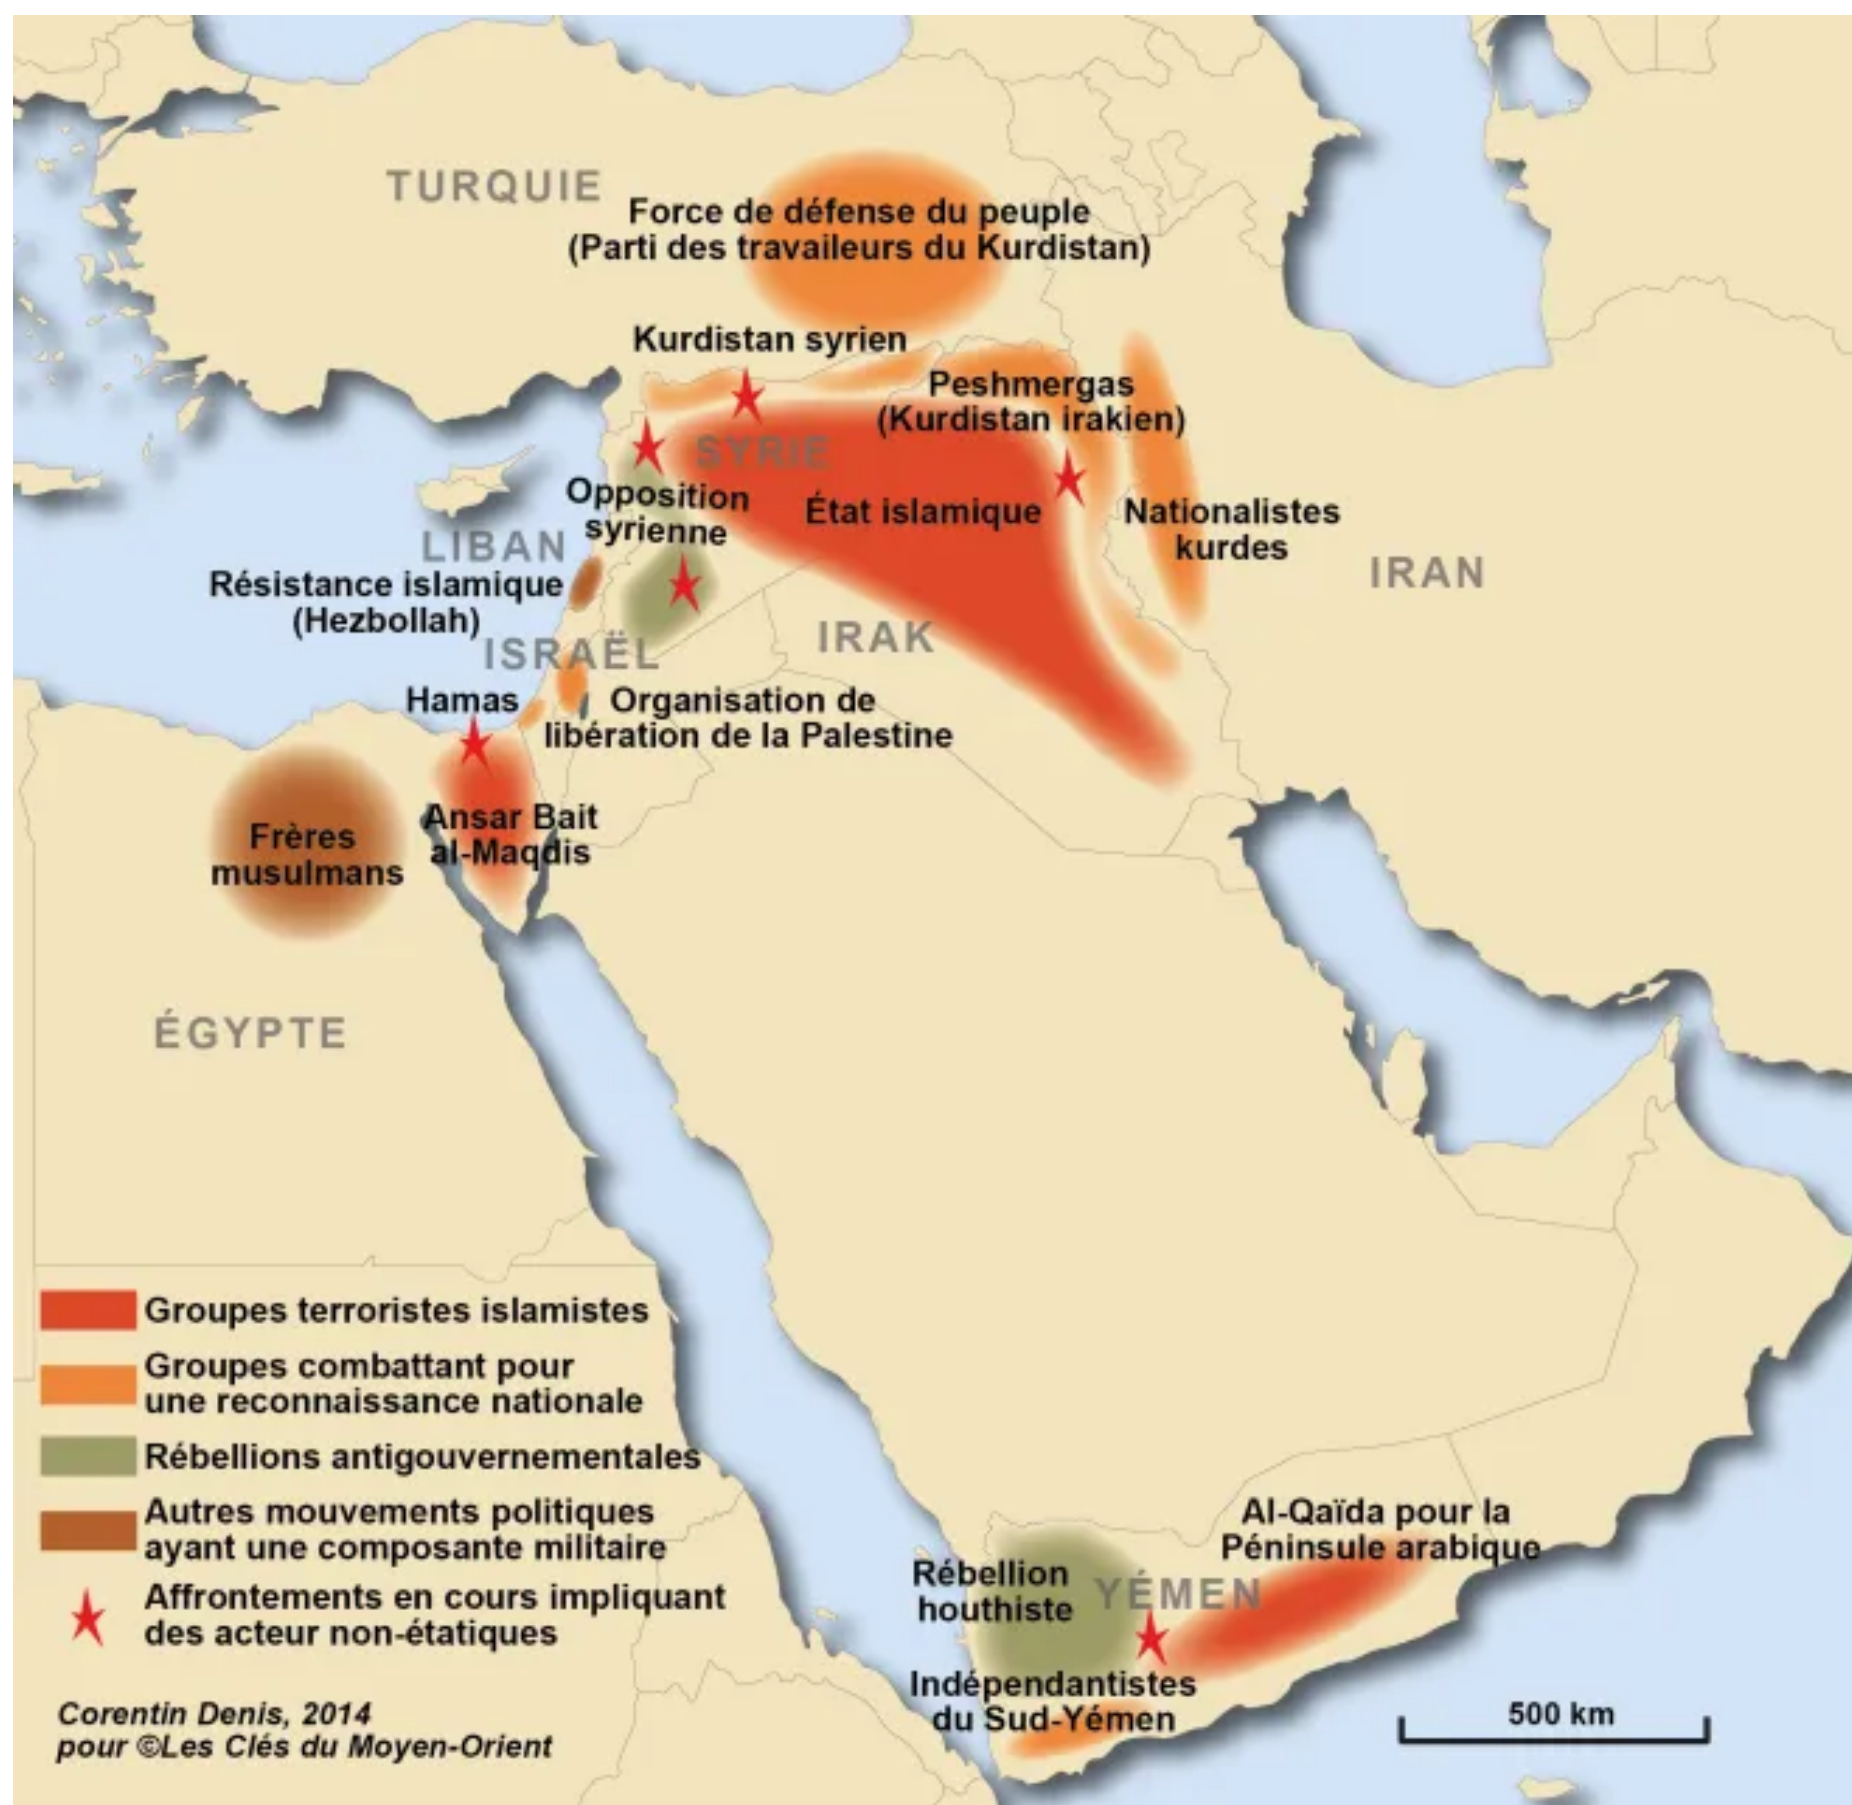 TURQUIE
Force de défense du peuple
(Parti des travaileurs du Kurdistan)
Kurdistan syrien
Peshmergas
(Kurdistan irakien)
SYRIE
Opposition
syrienne
État islamique
Nationalistes
kurdes
LIBAN
IRAN
Résistance islamique
(Hezbollah)
IRAK
ISRAËL
Hamas
Organisation de
libération de la Palestine
Ansar Bait
al-Maqdis
Frères
musulmans
ÉGYPTE
Groupes terroristes islamistes
Groupes combattant pour
une reconnaissance nationale
Rébellions antigouvernementales
Autres mouvements politiques
ayant une composante militaire
Affrontements en cours impliquant
des acteur non-étatiques
Al-Qaïda pour la
Péninsule arabique
Rébellion
houthiste
YÉMEN
Indépendantistes
du Sud-Yémen
500 km
Corentin Denis, 2014
pour ©Les Clés du Moyen-Orient